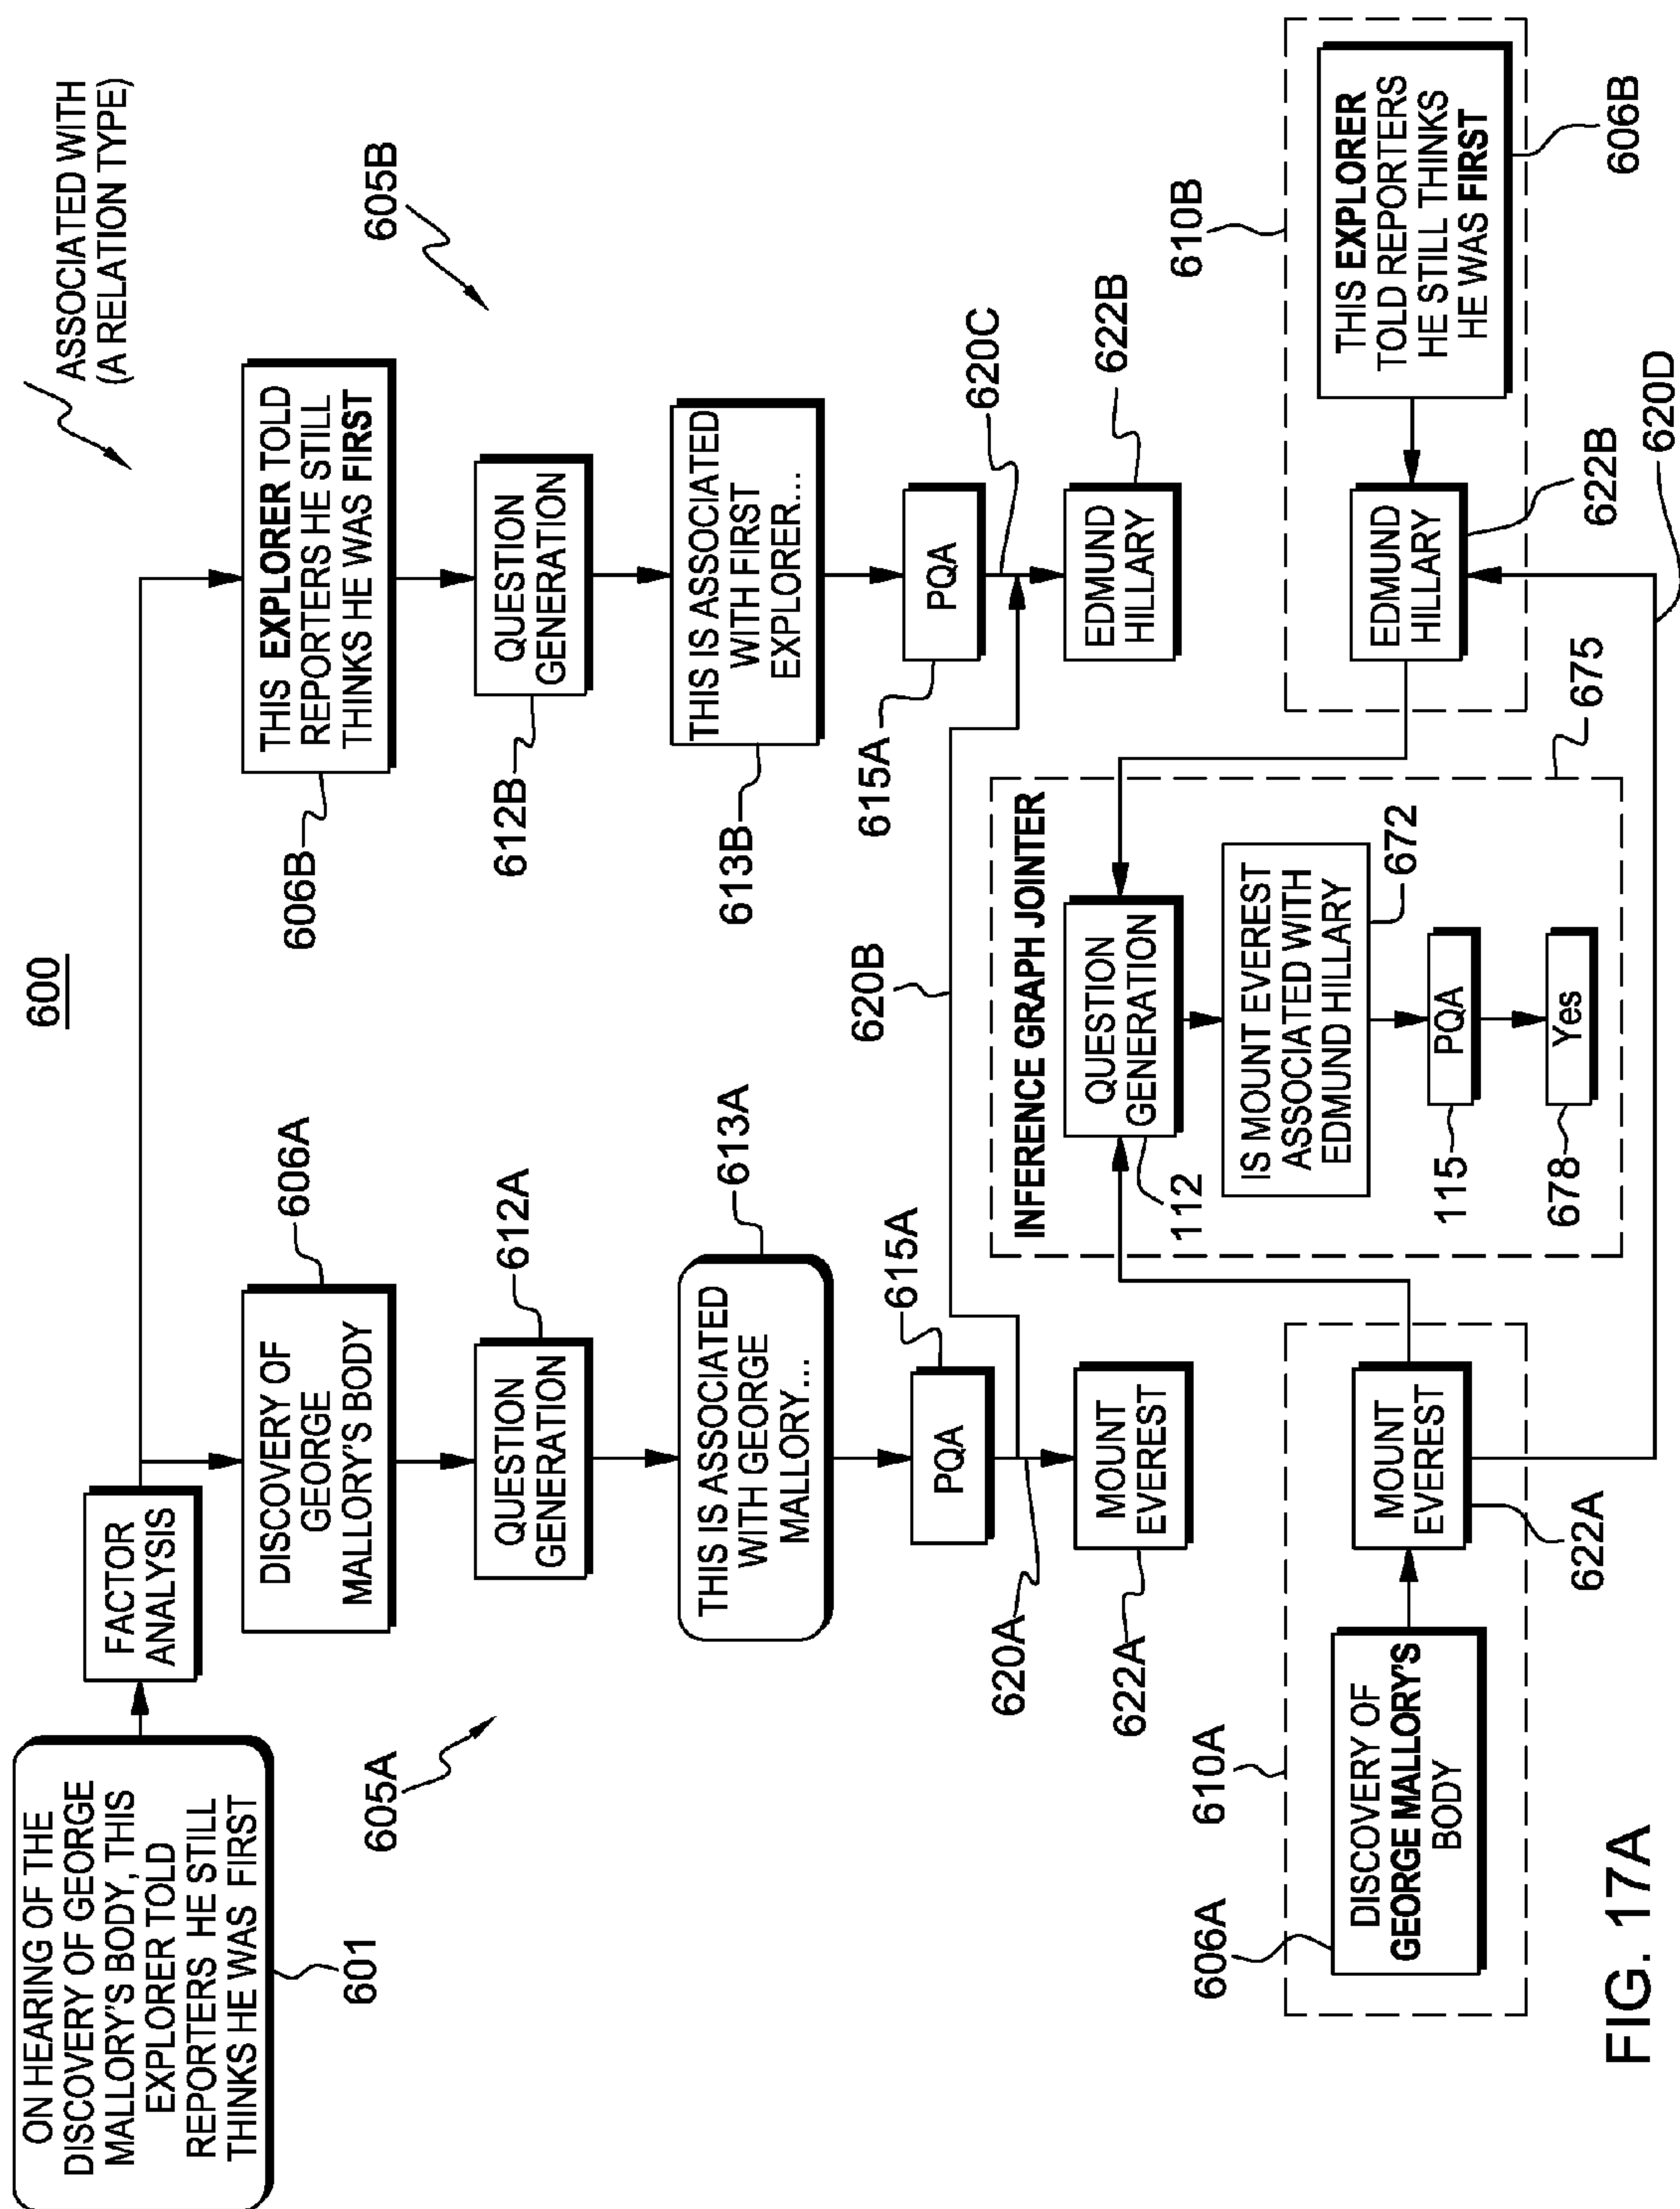 600
ASSOCIATED WITH
(A RELATION TYPE)
ON HEARING OF THE
DISCOVERY OF GEORGE
MALLORY'S BODY, THIS
EXPLORER TOLD
REPORTERS HE STILL
THINKS HE WAS FIRST
601
FACTOR
ANALYSIS
605A
DISCOVERY OF
GEORGE
MALLORY'S BODY
606A
QUESTION
GENERATION
612A
THIS IS ASSOCIATED
WITH GEORGE
MALLORY...
613A
PQA
615A
620A
MOUNT
EVEREST
622A
620B
THIS EXPLORER TOLD
REPORTERS HE STILL
THINKS HE WAS FIRST
606B
605B
QUESTION
GENERATION
612B
THIS IS ASSOCIATED
WITH FIRST
EXPLORER...
613B
PQA
615A
620C
EDMUND
HILLARY
622B
610A
DISCOVERY OF
GEORGE MALLORY'S
BODY
606A
MOUNT
EVEREST
622A
INFERENCE GRAPH JOINTER
QUESTION
GENERATION
112
IS MOUNT EVEREST
ASSOCIATED WITH
EDMUND HILLARY
672
PQA
115
Yes
678
675
610B
EDMUND
HILLARY
622B
THIS EXPLORER
TOLD REPORTERS
HE STILL THINKS
HE WAS FIRST
606B
620D
FIG. 17A